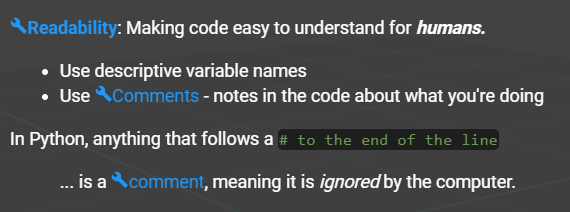 Readability: Making code easy to understand for humans.
• Use descriptive variable names
• Use Comments - notes in the code about what you're doing
In Python, anything that follows a # to the end of the line
... is a comment, meaning it is ignored by the computer.